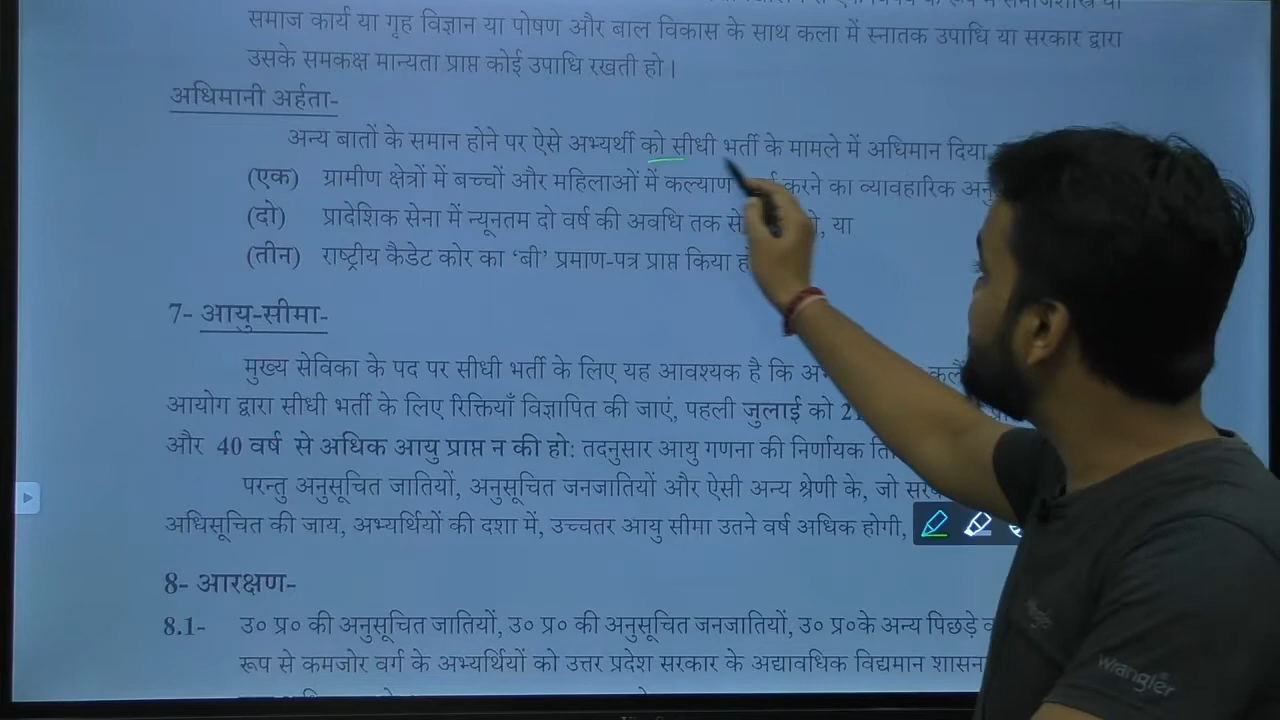 समाज कार्य या गृह विज्ञान या पोषण और बाल विकास के साथ कला में स्नातक उपाधि या सरकार द्वारा
उसके समकक्ष मान्यता प्राप्त कोई उपाधि रखती हो।
अधिमानी अर्हता-
अन्य बातों के समान होने पर ऐसे अभ्यर्थी को सीधी भर्ती के मामले में अधिमान दिया
(एक) ग्रामीण क्षेत्रों में बच्चों और महिलाओं में कल्याण करने का व्यावहारिक
(दो) प्रादेशिक सेना में न्यूनतम दो वर्ष की अवधि तक या
(तीन) राष्ट्रीय कैडेट कोर का ‘बी’ प्रमाण-पत्र प्राप्त किया
7- आयु-सीमा-
मुख्य सेविका के पद पर सीधी भर्ती के लिए यह आवश्यक है कि
आयोग द्वारा सीधी भर्ती के लिए रिक्तियाँ विज्ञापित की जाएं, पहली जुलाई को
और 40 वर्ष से अधिक आयु प्राप्त न की हो: तदनुसार आयु गणना की निर्णायक
परन्तु अनुसूचित जातियों, अनुसूचित जनजातियों और ऐसी अन्य श्रेणी के, जो
अधिसूचित की जाय, अभ्यर्थियों की दशा में, उच्चतर आयु सीमा उतने वर्ष अधिक होगी,
8- आरक्षण-
8.1- उ० प्र० की अनुसूचित जातियों, उ० प्र० की अनुसूचित जनजातियों, उ० प्र०के अन्य पिछड़े
रूप से कमजोर वर्ग के अभ्यर्थियों को उत्तर प्रदेश सरकार के अद्यावधिक विद्यमान
Wrangler